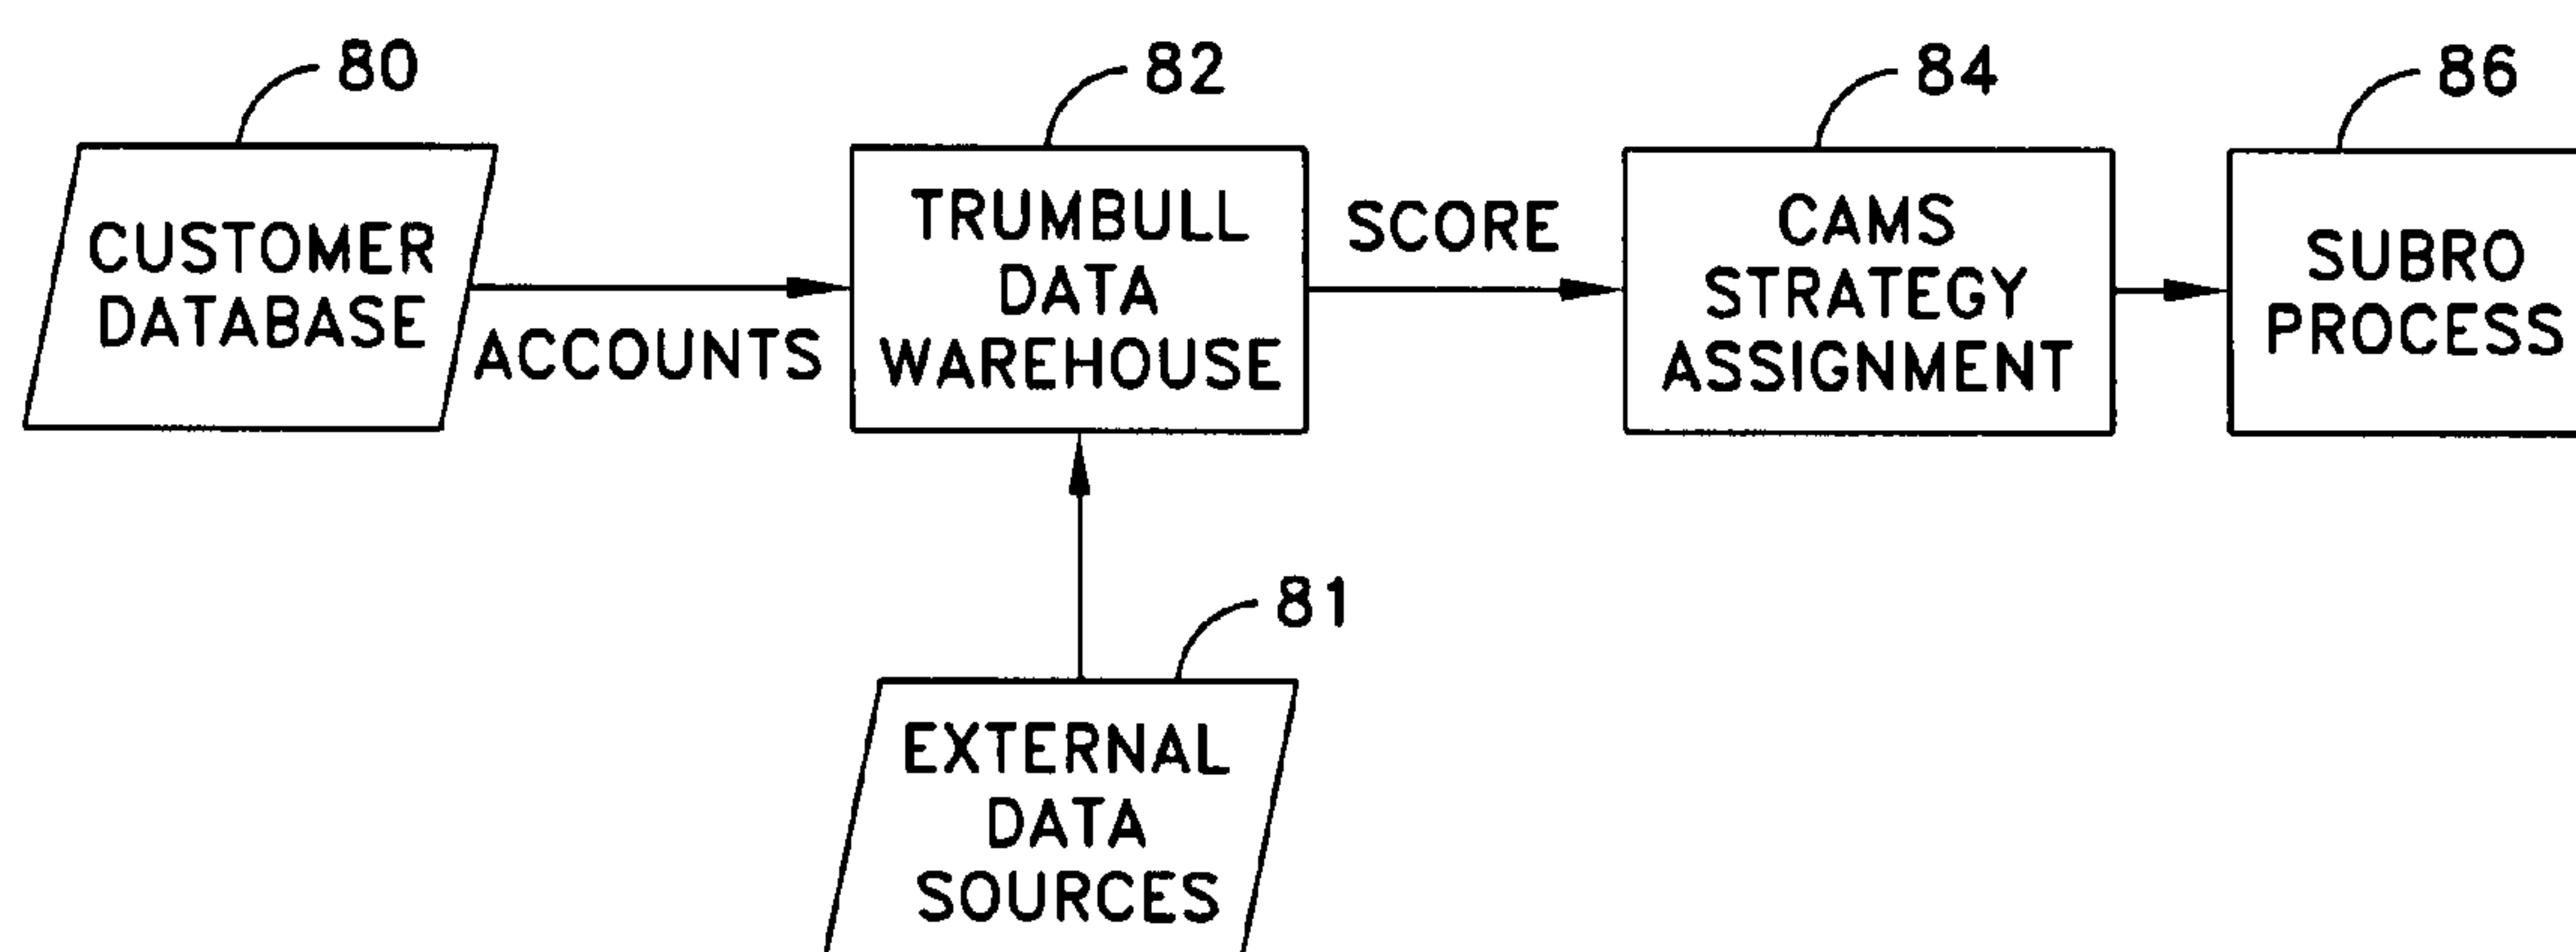 80
82
84
86
CUSTOMER
DATABASE
ACCOUNTS
TRUMBULL
DATA
WAREHOUSE
SCORE
CAMS
STRATEGY
ASSIGNMENT
SUBRO
PROCESS
81
EXTERNAL
DATA
SOURCES